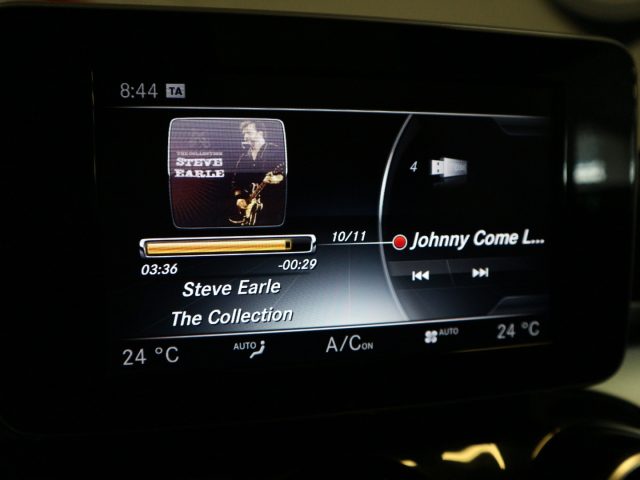 8:44 TA
THE COLLECTION
STEVE
EARLE
4
10/11
Johnny Come L...
03:36
-00:29
Steve Earle
The Collection
24 °C
AUTO
A/C ON
AUTO
24 °C